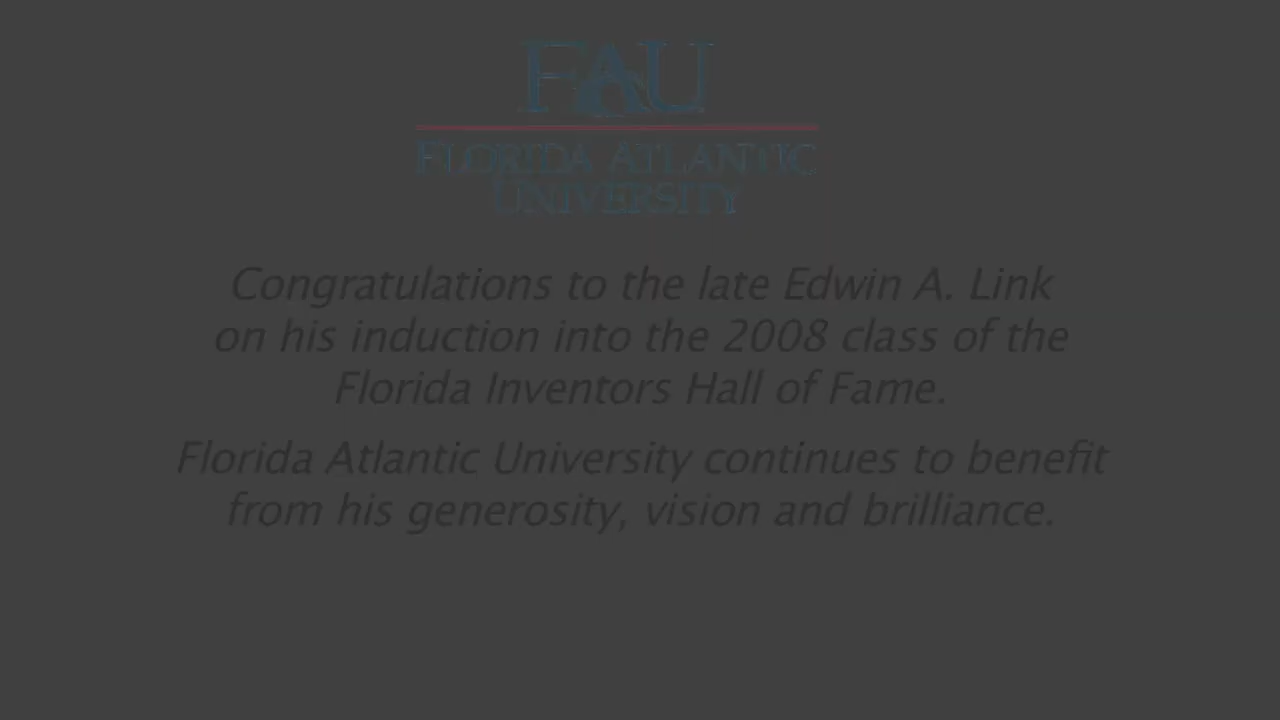 FAU
FLORIDA ATLANTIC
UNIVERSITY
Congratulations to the late Edwin A. Link
on his induction into the 2008 class of the
Florida Inventors Hall of Fame.
Florida Atlantic University continues to benefit
from his generosity, vision and brilliance.